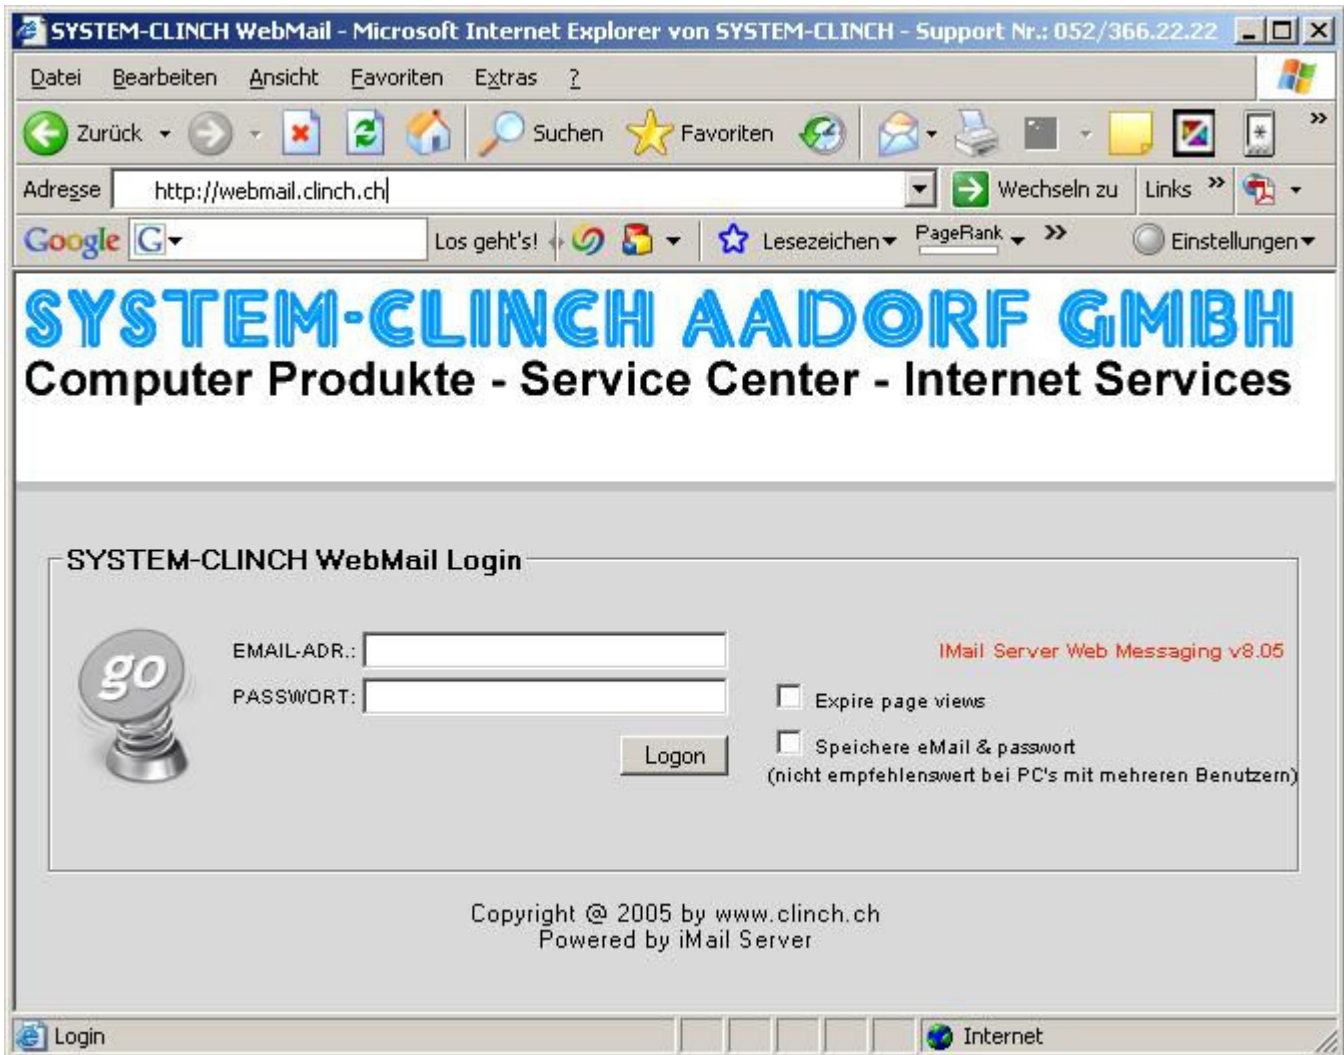 SYSTEM-CLINCH WebMail - Microsoft Internet Explorer von SYSTEM-CLINCH - Support Nr.: 052/366.22.22
Datei Bearbeiten Ansicht Favoriten Extras ?
Zurück Suchen Favoriten »
Adresse http://webmail.clinch.ch Wechseln zu Links »
Google G Los geht's! Lesezeichen PageRank » Einstellungen
SYSTEM-CLINCH AADORF GMBH
Computer Produkte - Service Center - Internet Services
SYSTEM-CLINCH WebMail Login
go
EMAIL-ADR.: IMail Server Web Messaging v8.05
PASSWORT: Expire page views
Logon Speichere eMail & passwort
(nicht empfehlenswert bei PC's mit mehreren Benutzern)
Copyright @ 2005 by www.clinch.ch
Powered by iMail Server
Login Internet